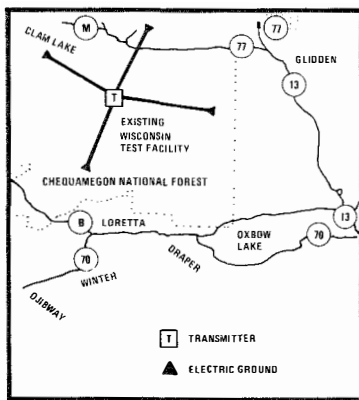 M
77
77
CLAM LAKE
GLIDDEN
13
T
EXISTING
WISCONSIN
TEST FACILITY
CHEQUAMEGON NATIONAL FOREST
13
B
LORETTA
OXBOW
LAKE
70
70
DRAPER
WINTER
OJIBWAY
T TRANSMITTER
ELECTRIC GROUND